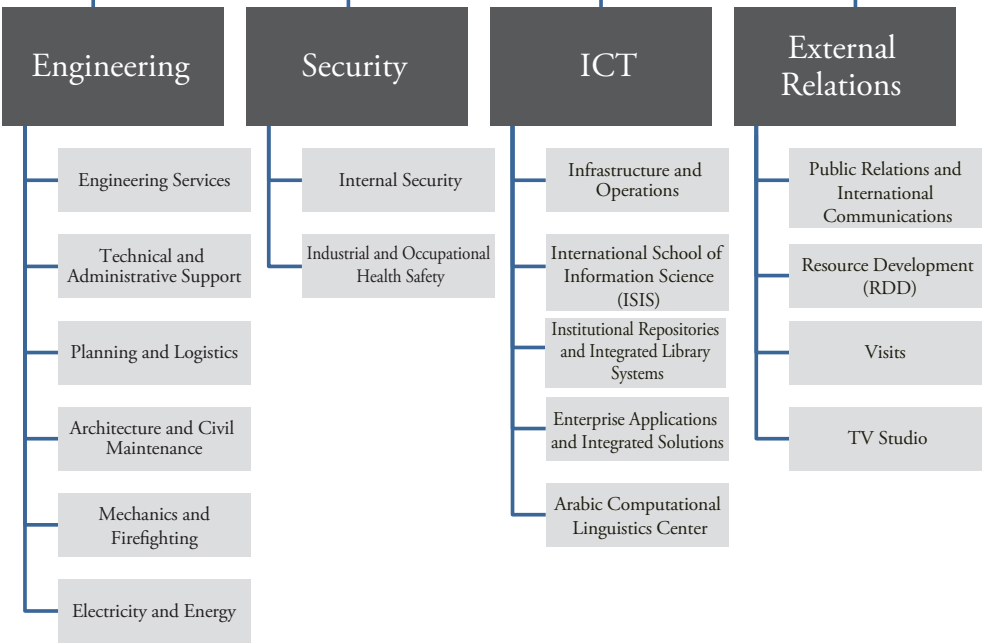 Engineering
Engineering Services
Technical and
Administrative Support
Planning and Logistics
Architecture and Civil
Maintenance
Mechanics and
Firefighting
Electricity and Energy
Security
Internal Security
Industrial and Occupational
Health Safety
ICT
Infrastructure and
Operations
International School of
Information Science
(ISIS)
Institutional Repositories
and Integrated Library
Systems
Enterprise Applications
and Integrated Solutions
Arabic Computational
Linguistics Center
External
Relations
Public Relations and
International
Communications
Resource Development
(RDD)
Visits
TV Studio